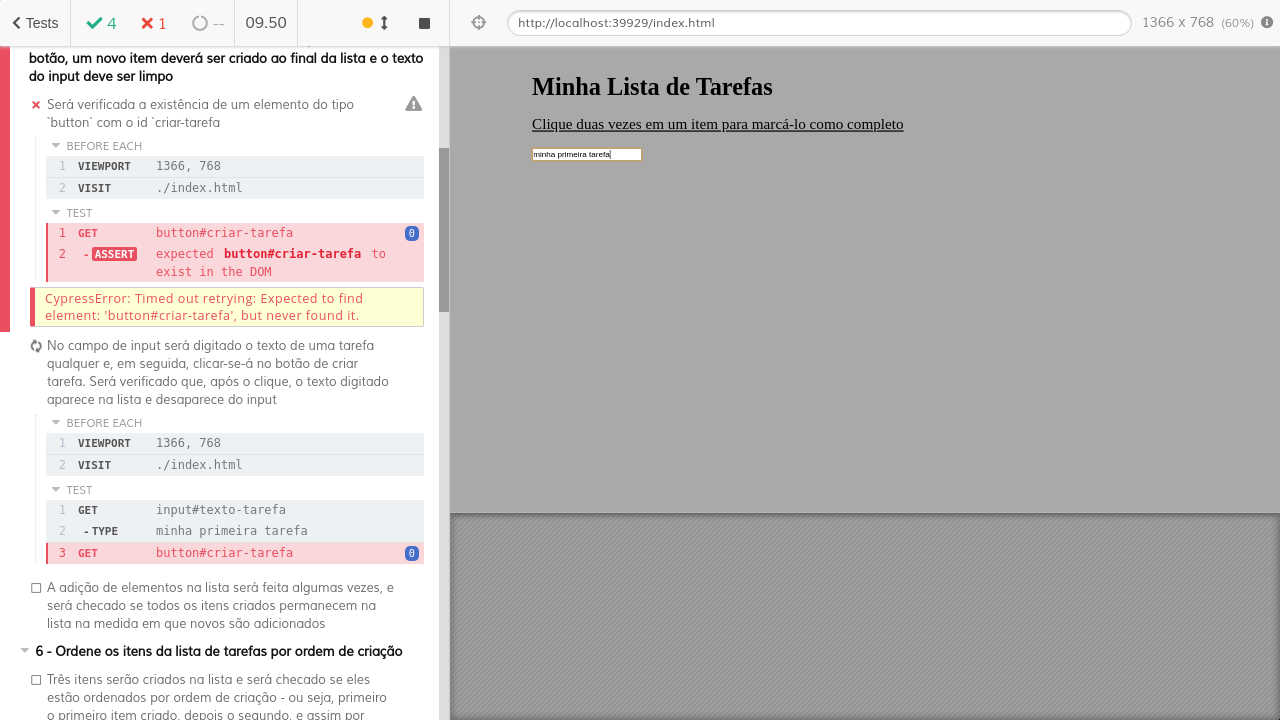 Tests
4
1
--
09.50
http://localhost:39929/index.html
1366 x 768 (60%)
botão, um novo item deverá ser criado ao final da lista e o texto
do input deve ser limpo
Será verificada a existência de um elemento do tipo
`button` com o id `criar-tarefa
BEFORE EACH
1 VIEWPORT 1366, 768
2 VISIT ./index.html
TEST
1 GET button#criar-tarefa 0
2 -ASSERT expected button#criar-tarefa to
exist in the DOM
CypressError: Timed out retrying: Expected to find
element: 'button#criar-tarefa', but never found it.
No campo de input será digitado o texto de uma tarefa
qualquer e, em seguida, clicar-se-á no botão de criar
tarefa. Será verificado que, após o clique, o texto digitado
aparece na lista e desaparece do input
BEFORE EACH
1 VIEWPORT 1366, 768
2 VISIT ./index.html
TEST
1 GET input#texto-tarefa
2 -TYPE minha primeira tarefa
3 GET button#criar-tarefa 0
A adição de elementos na lista será feita algumas vezes, e
será checado se todos os itens criados permanecem na
lista na medida em que novos são adicionados
6 - Ordene os itens da lista de tarefas por ordem de criação
Três itens serão criados na lista e será checado se eles
estão ordenados por ordem de criação - ou seja, primeiro
o primeiro item criado, depois o segundo, e assim por
Minha Lista de Tarefas
Clique duas vezes em um item para marcá-lo como completo
minha primeira tarefa